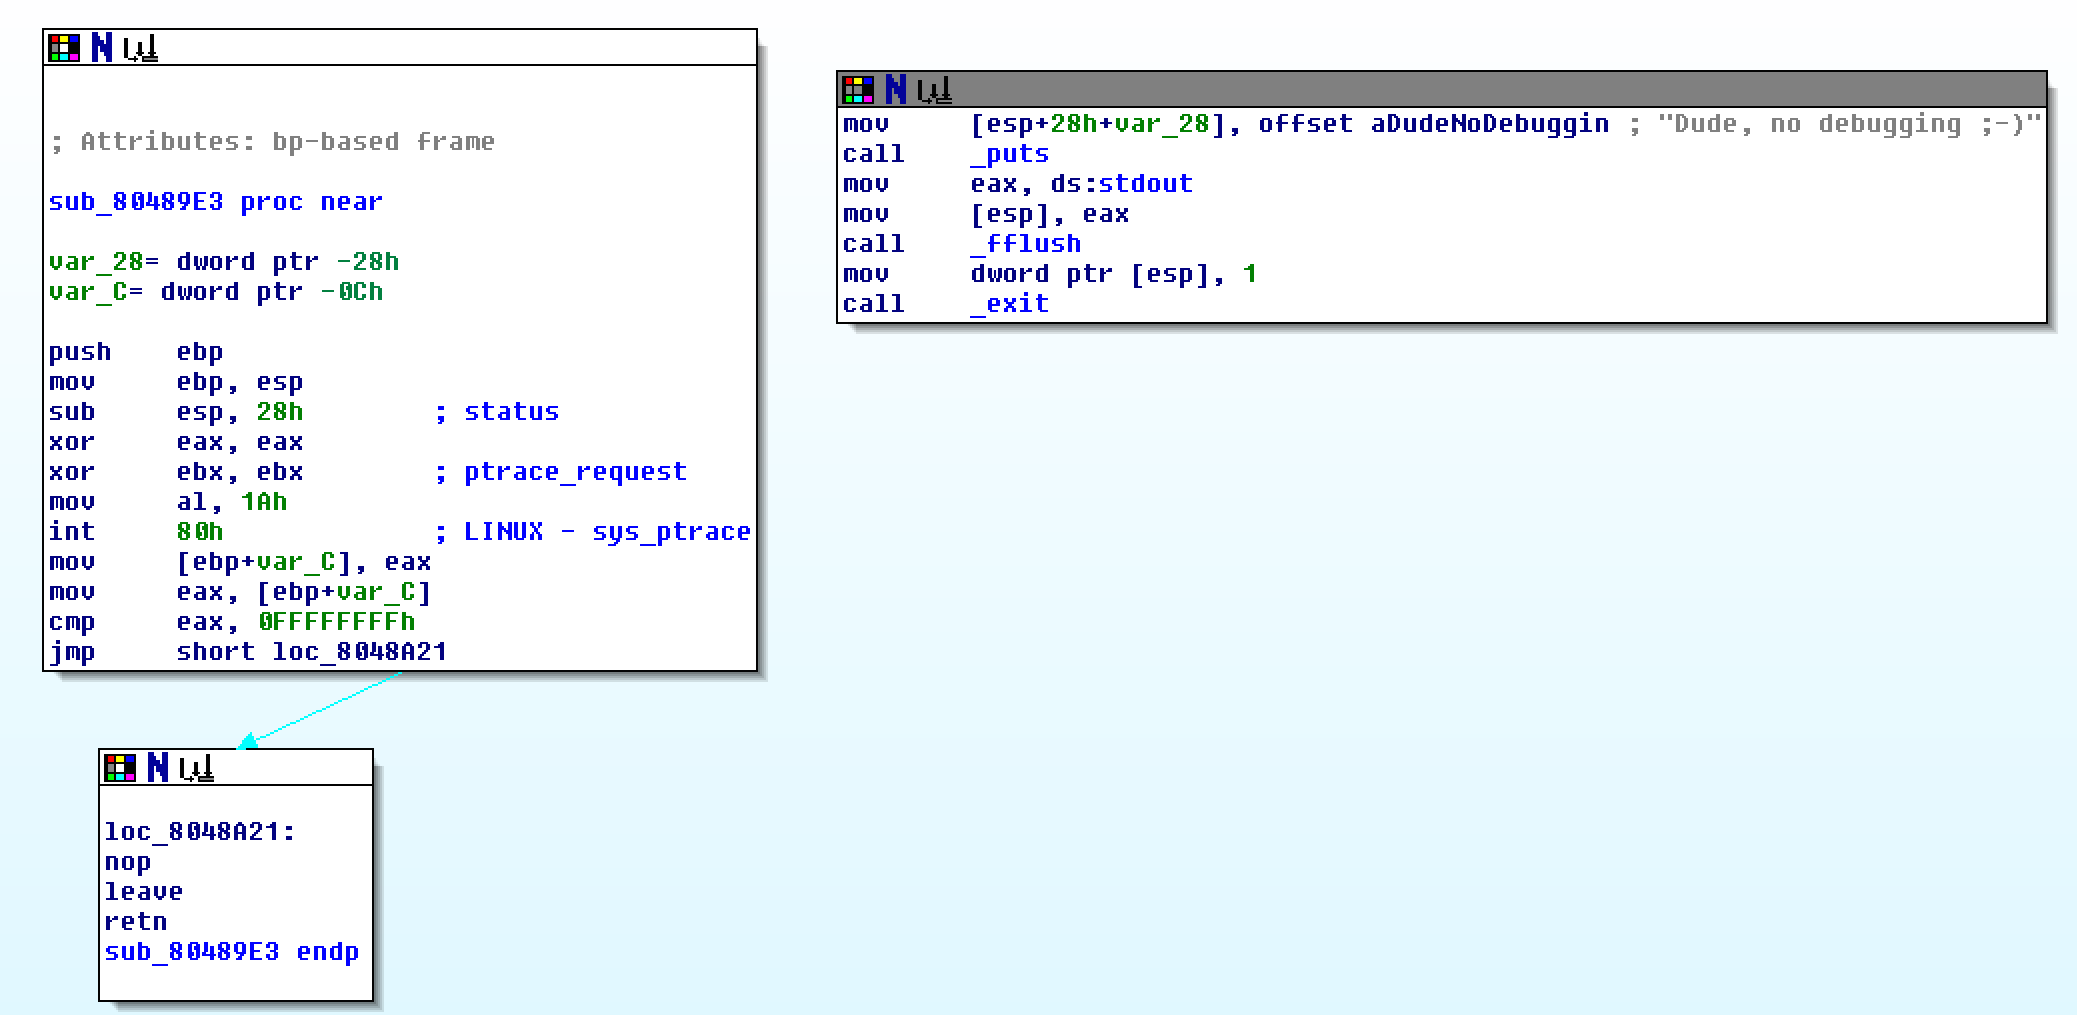 ; Attributes: bp-based frame
sub_80489E3 proc near
var_28= dword ptr -28h
var_C= dword ptr -0Ch
push    ebp
mov     ebp, esp
sub     esp, 28h        ; status
xor     eax, eax
xor     ebx, ebx        ; ptrace_request
mov     al, 1Ah
int     80h             ; LINUX - sys_ptrace
mov     [ebp+var_C], eax
mov     eax, [ebp+var_C]
cmp     eax, 0FFFFFFFFh
jmp     short loc_8048A21
loc_8048A21:
nop
leave
retn
sub_80489E3 endp
mov     [esp+28h+var_28], offset aDudeNoDebuggin ; "Dude, no debugging ;-)"
call    _puts
mov     eax, ds:stdout
mov     [esp], eax
call    _fflush
mov     dword ptr [esp], 1
call    _exit